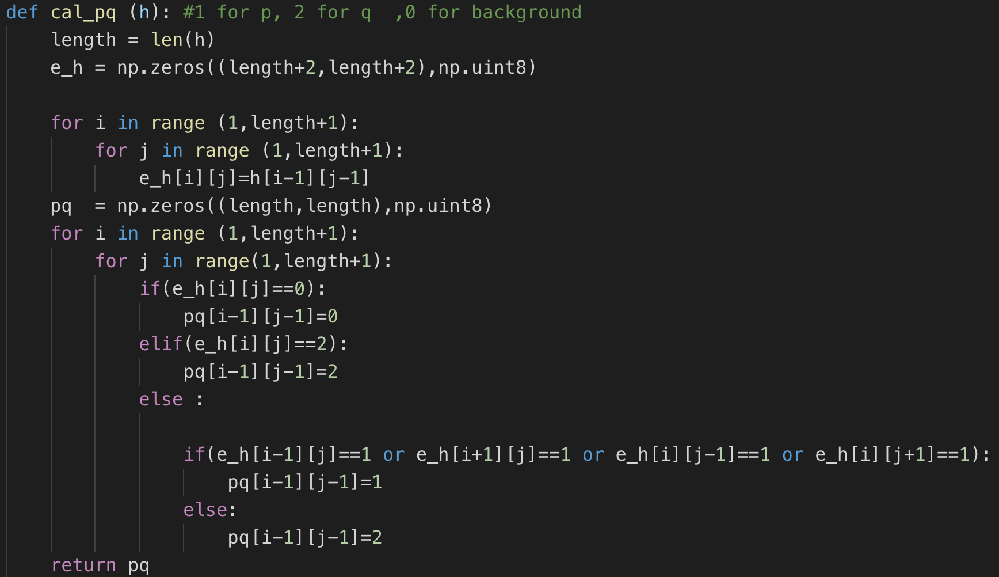 def cal_pq (h): #1 for p, 2 for q  ,0 for background
    length = len(h)
    e_h = np.zeros((length+2,length+2),np.uint8)

    for i in range (1,length+1):
        for j in range (1,length+1):
            e_h[i][j]=h[i-1][j-1]
    pq  = np.zeros((length,length),np.uint8)
    for i in range (1,length+1):
        for j in range(1,length+1):
            if(e_h[i][j]==0):
                pq[i-1][j-1]=0
            elif(e_h[i][j]==2):
                pq[i-1][j-1]=2
            else :

                if(e_h[i-1][j]==1 or e_h[i+1][j]==1 or e_h[i][j-1]==1 or e_h[i][j+1]==1):
                    pq[i-1][j-1]=1
                else:
                    pq[i-1][j-1]=2
    return pq